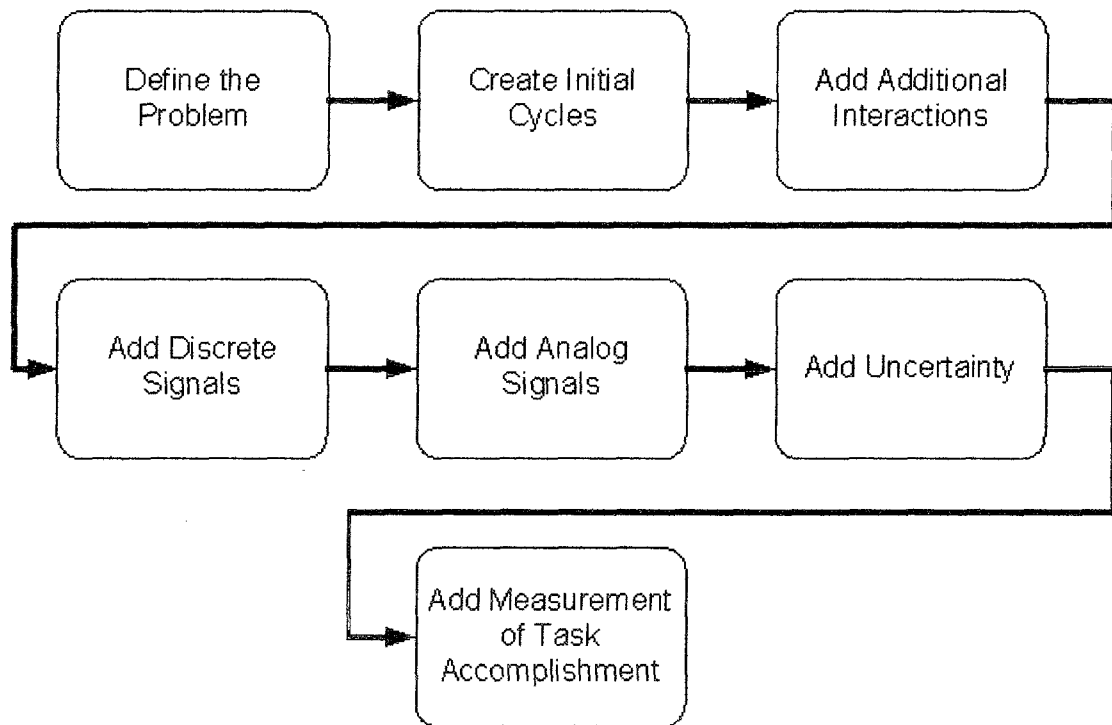 Define the
Problem
Create Initial
Cycles
Add Additional
Interactions
Add Discrete
Signals
Add Analog
Signals
Add Uncertainty
Add Measurement
of Task
Accomplishment